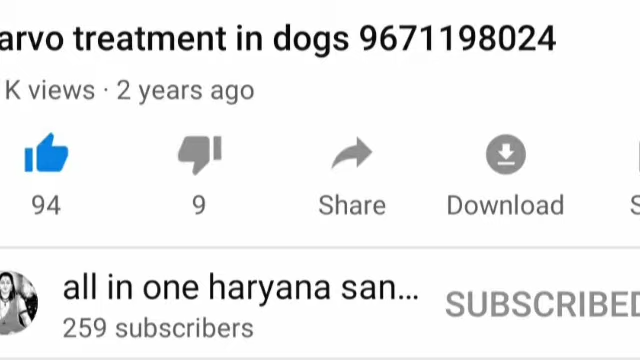 arvo treatment in dogs 9671198024
K views · 2 years ago
94 9 Share Download S
all in one haryana san... SUBSCRIBED
259 subscribers